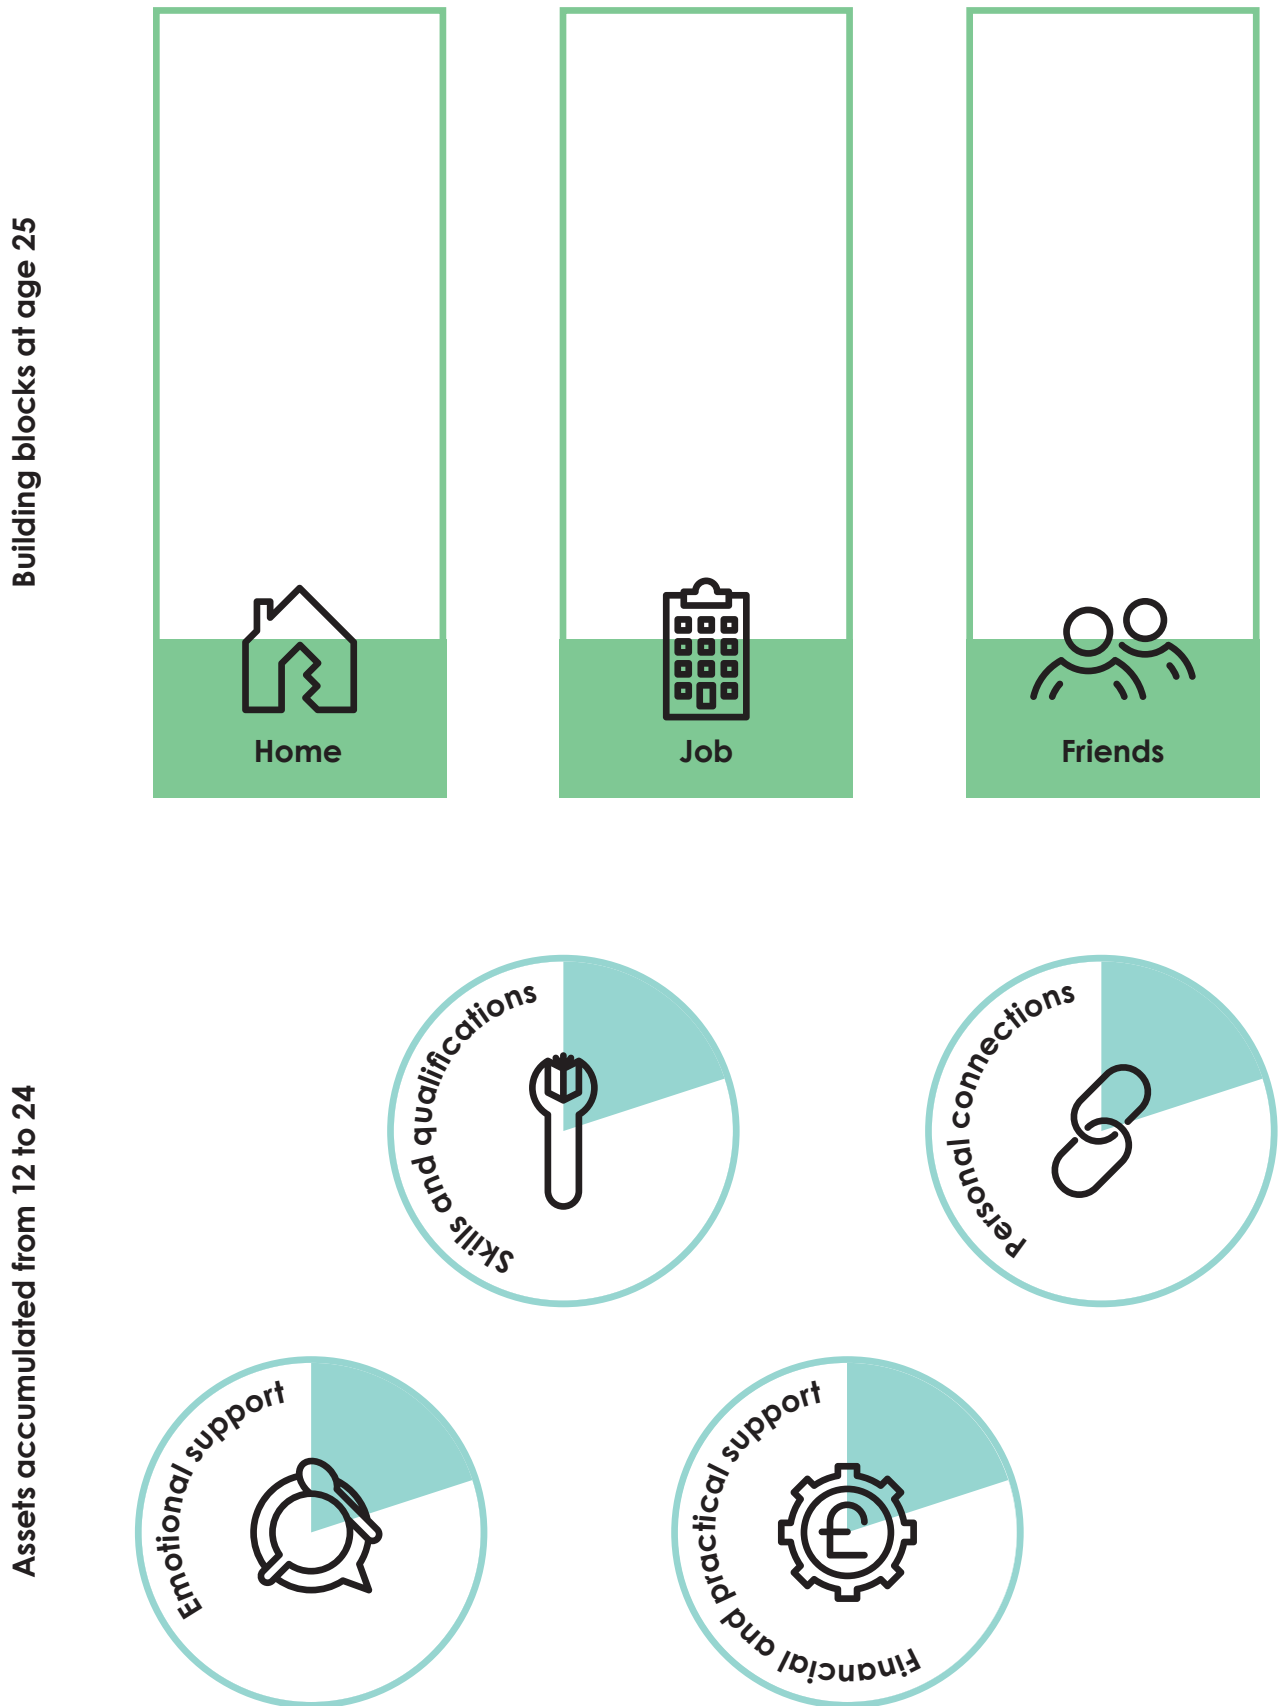 Building blocks at age 25
Home
Job
Friends
Assets accumulated from 12 to 24
Skills and qualifications
Personal connections
Emotional support
Financial and practical support
£